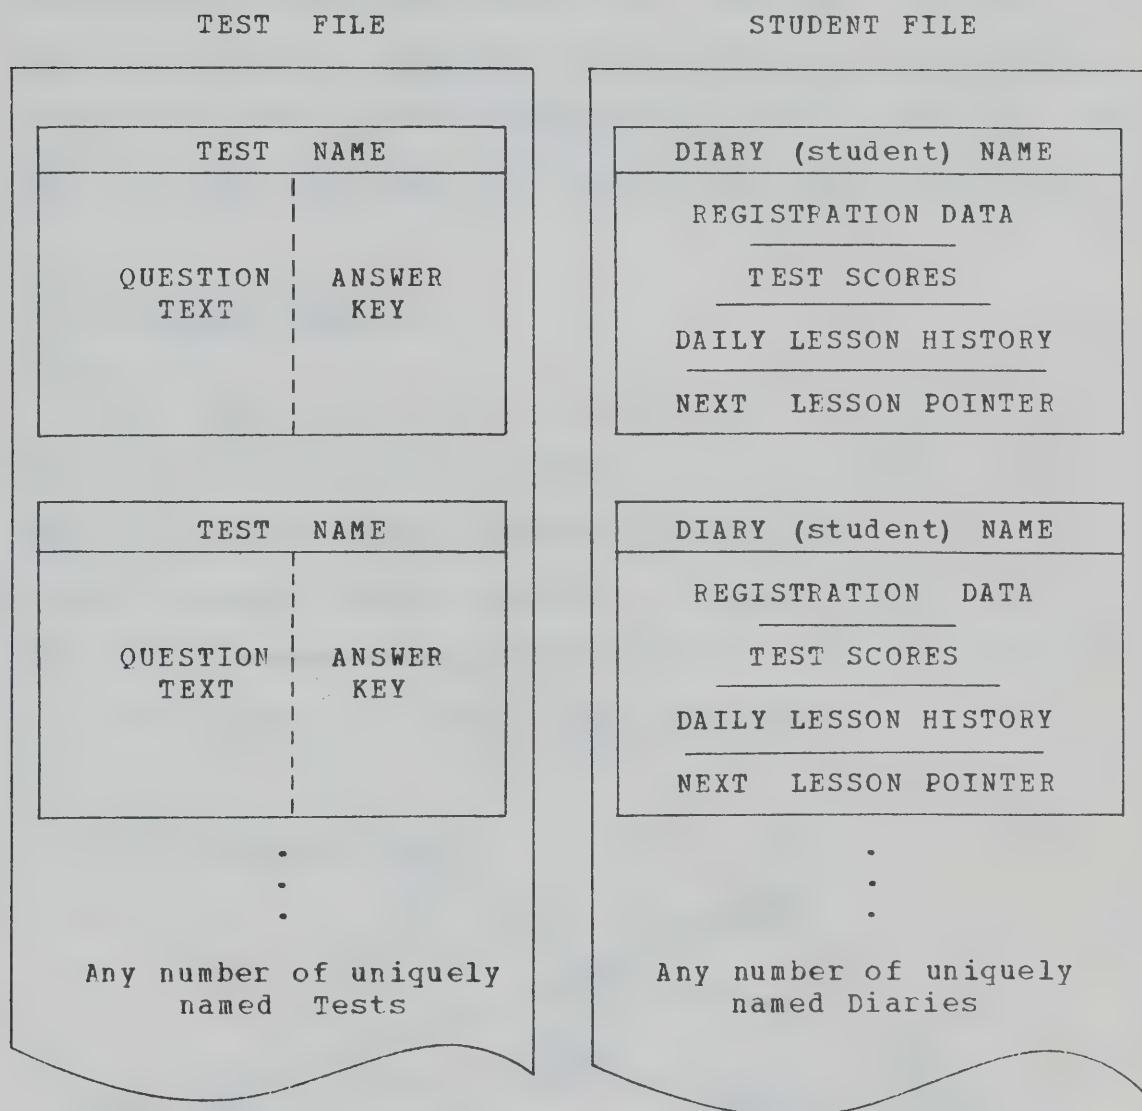 TEST FILE
TEST NAME
QUESTION ANSWER
TEXT KEY
TEST NAME
QUESTION ANSWER
TEXT KEY
Any number of uniquely
named Tests
STUDENT FILE
DIARY (student) NAME
REGISTRATION DATA
TEST SCORES
DAILY LESSON HISTORY
NEXT LESSON POINTER
DIARY (student) NAME
REGISTRATION DATA
TEST SCORES
DAILY LESSON HISTORY
NEXT LESSON POINTER
Any number of uniquely
named Diaries